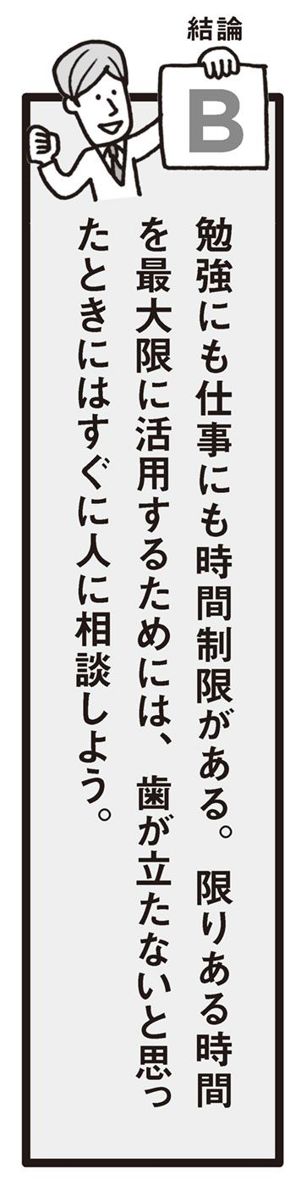 結論
B
勉強にも仕事にも時間制限がある。 限りある時間
を最大限に活用するためには、 歯が立たないと思っ
たときにはすぐに人に相談しよう。